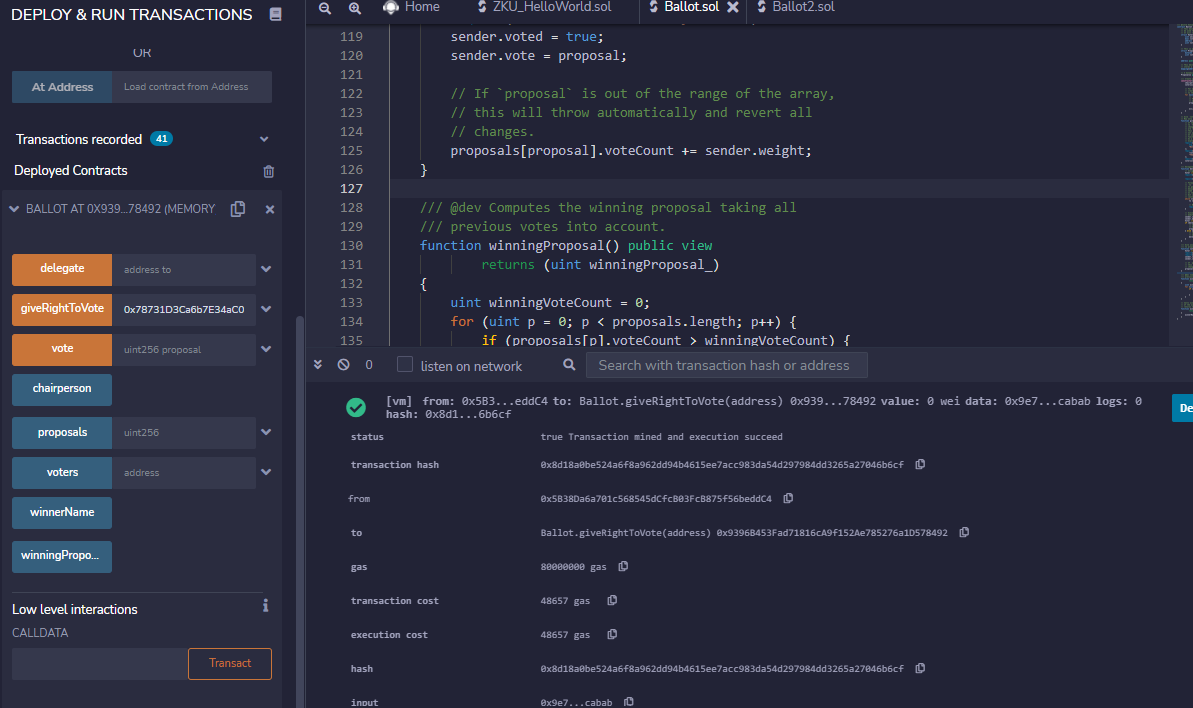 DEPLOY & RUN TRANSACTIONS
OR
At Address
Load contract from Address
Transactions recorded 41
Deployed Contracts
BALLOT AT 0X939...78492 (MEMORY
delegate
address to
giveRightToVote
0x78731D3Ca6b7E34aC0
vote
uint256 proposal
chairperson
proposals
uint256
voters
address
winnerName
winningPropo...
Low level interactions
CALLDATA
Transact
Home
ZKU_HelloWorld.sol
Ballot.sol
Ballot2.sol
119 sender.voted = true;
120 sender.vote = proposal;
121
122 // If `proposal` is out of the range of the array,
123 // this will throw automatically and revert all
124 // changes.
125 proposals[proposal].voteCount += sender.weight;
126 }
127
128 /// @dev Computes the winning proposal taking all
129 /// previous votes into account.
130 function winningProposal() public view
131 returns (uint winningProposal_)
132 {
133 uint winningVoteCount = 0;
134 for (uint p = 0; p < proposals.length; p++) {
135 if (proposals[p].voteCount > winningVoteCount) {
0
listen on network
Search with transaction hash or address
[vm] from: 0x5B3...eddC4 to: Ballot.giveRightToVote(address) 0x939...78492 value: 0 wei data: 0x9e7...cabab logs: 0
hash: 0x8d1...6b6cf
De
status true Transaction mined and execution succeed
transaction hash 0x8d18a0be524a6f8a962dd94b4615ee7acc983da54d297984dd3265a27046b6cf
from 0x5B38Da6a701c568545dCfcB03FcB875f56beddC4
to Ballot.giveRightToVote(address) 0x9396B453Fad71816cA9f152Ae785276a1D578492
gas 80000000 gas
transaction cost 48657 gas
execution cost 48657 gas
hash 0x8d18a0be524a6f8a962dd94b4615ee7acc983da54d297984dd3265a27046b6cf
input 0x9e7...cabab